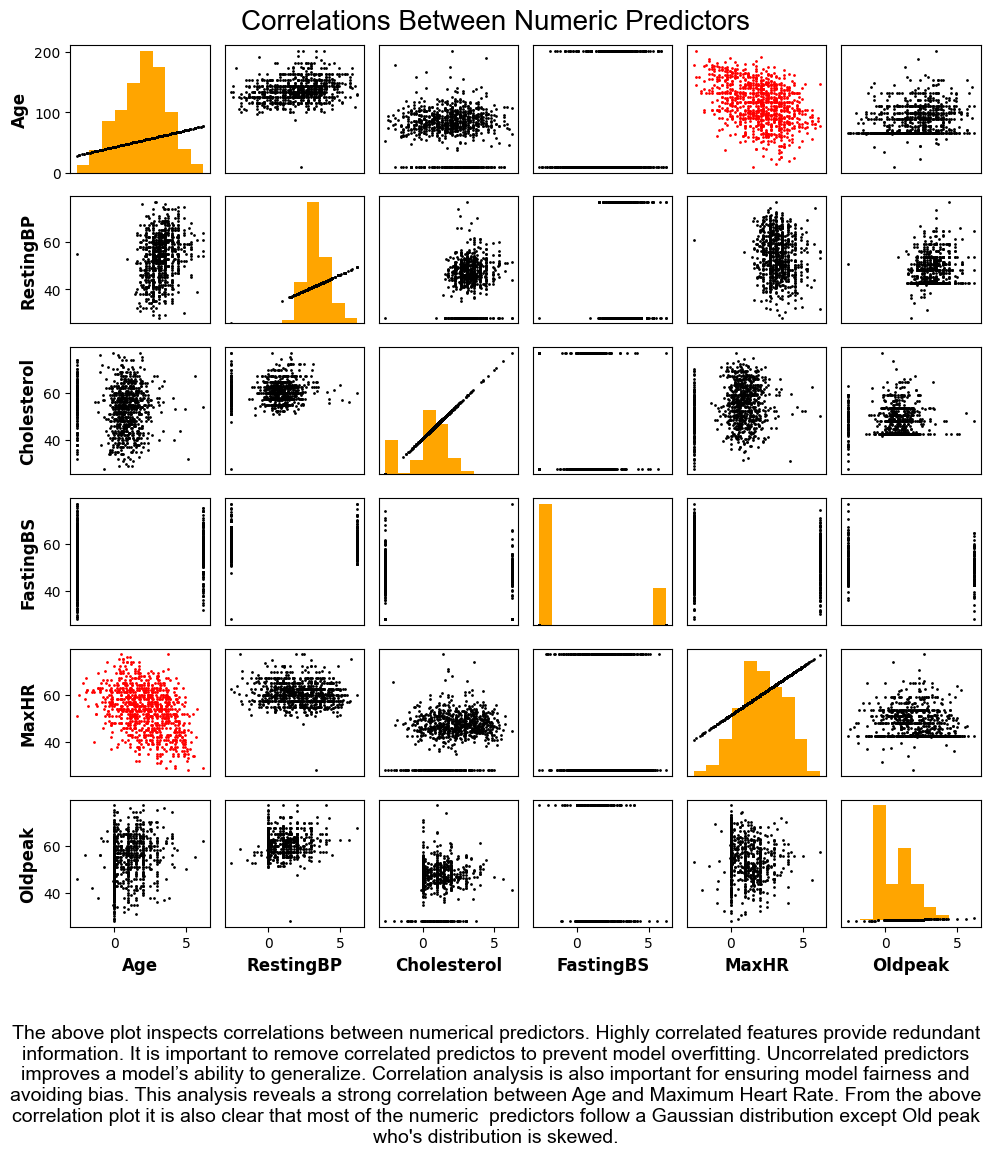 Correlations Between Numeric Predictors
200
100
0
Age
60
40
RestingBP
60
40
Cholesterol
60
40
FastingBS
60
40
MaxHR
60
40
Oldpeak
0 5 0 5 0 5 0 5 0 5 0 5
Age RestingBP Cholesterol FastingBS MaxHR Oldpeak
The above plot inspects correlations between numerical predictors. Highly correlated features provide redundant
information. It is important to remove correlated predictos to prevent model overfitting. Uncorrelated predictors
improves a model’s ability to generalize. Correlation analysis is also important for ensuring model fairness and
avoiding bias. This analysis reveals a strong correlation between Age and Maximum Heart Rate. From the above
correlation plot it is also clear that most of the numeric  predictors follow a Gaussian distribution except Old peak
who's distribution is skewed.